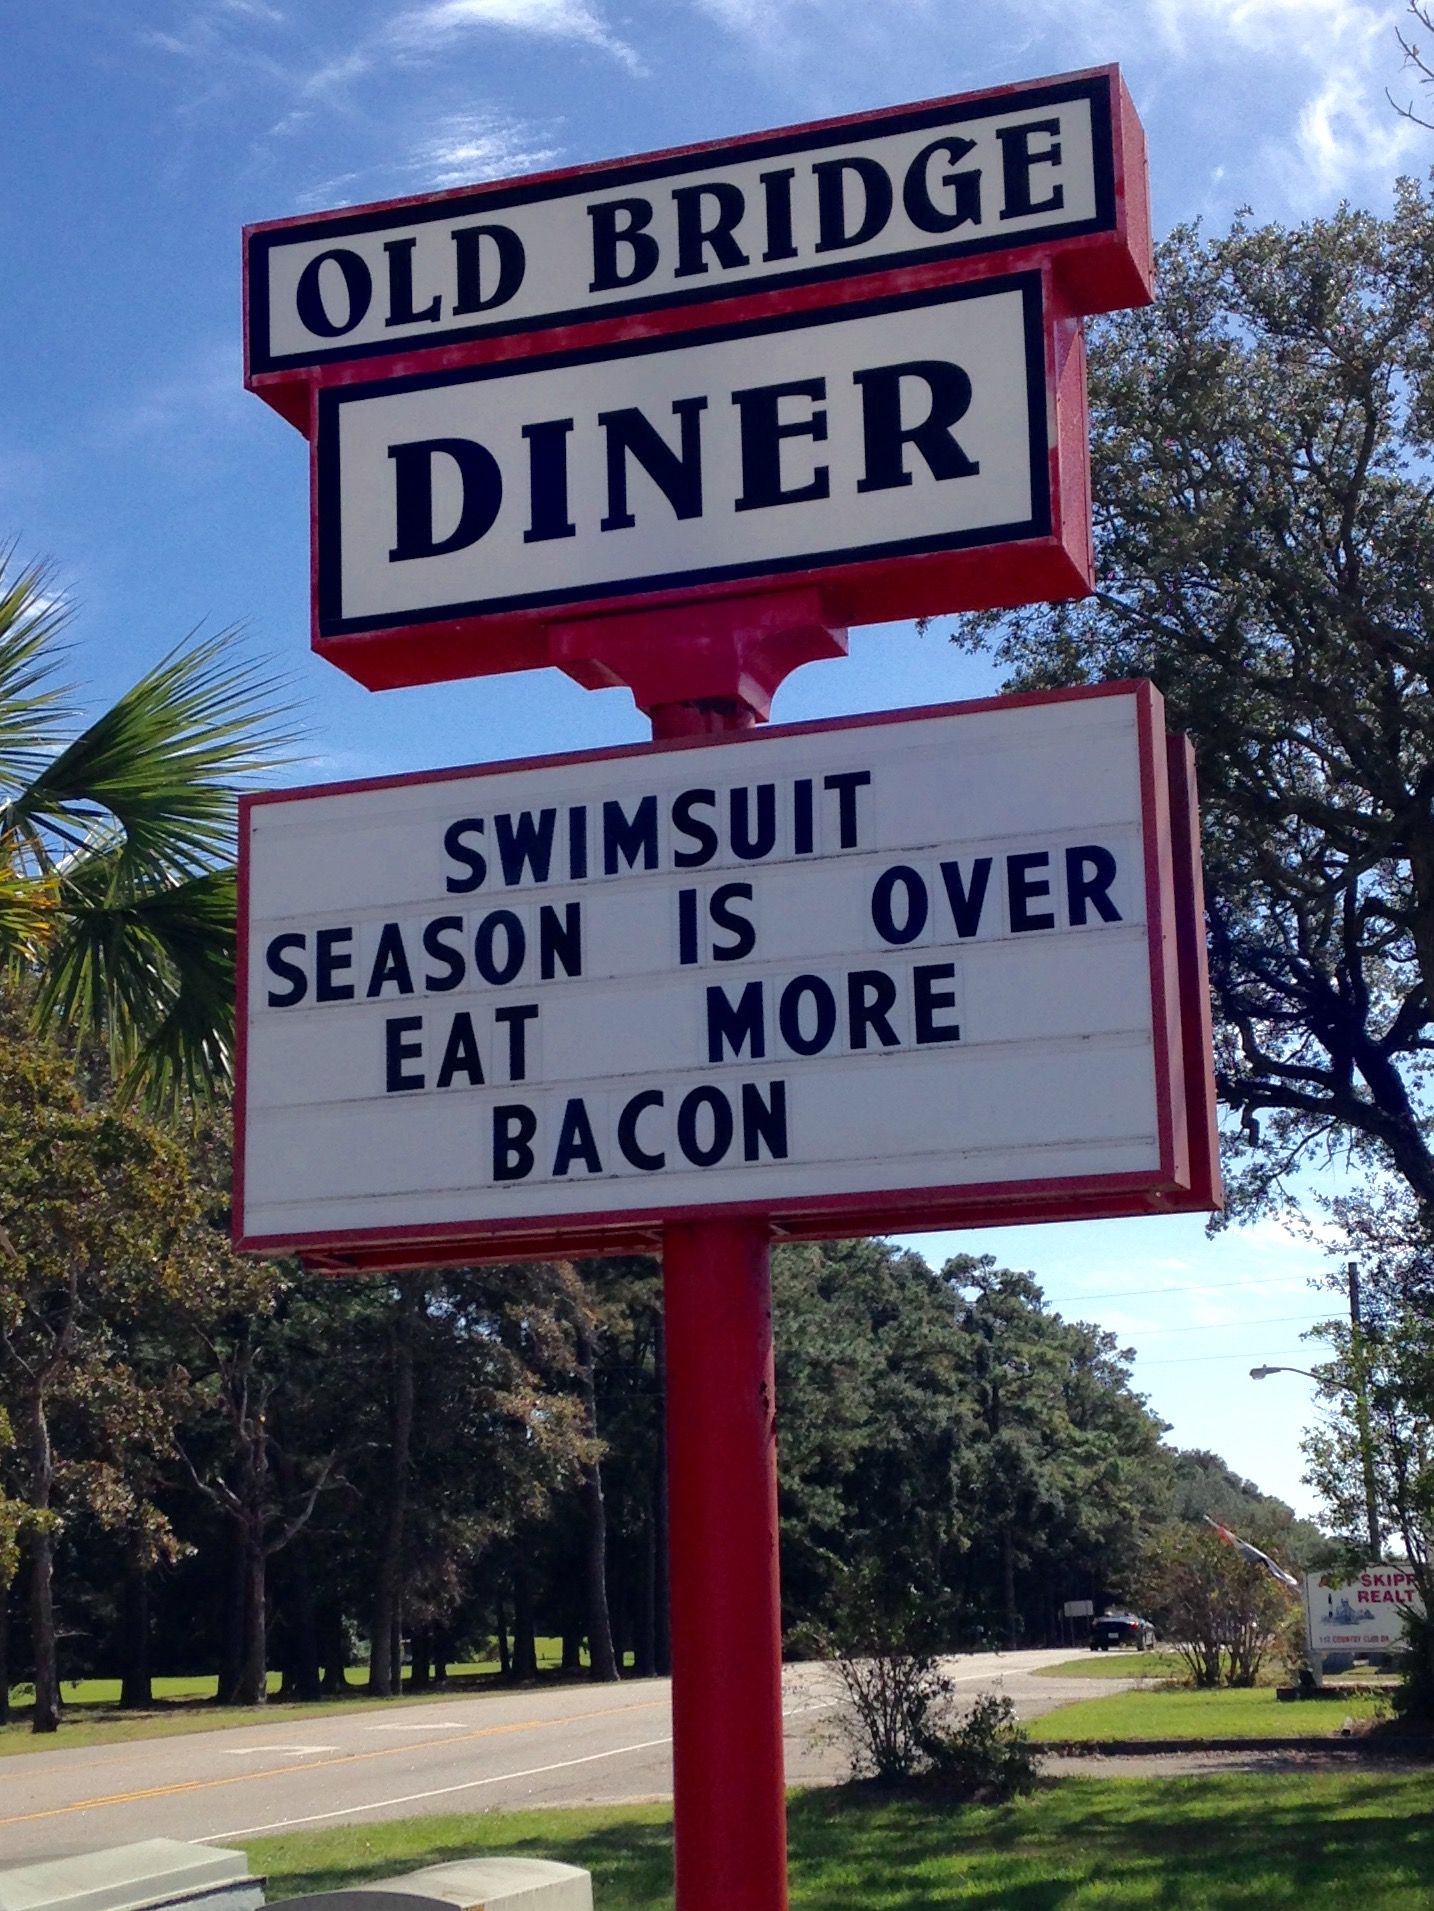 OLD BRIDGE
DINER
SWIMSUIT
SEASON IS OVER
EAT MORE
BACON